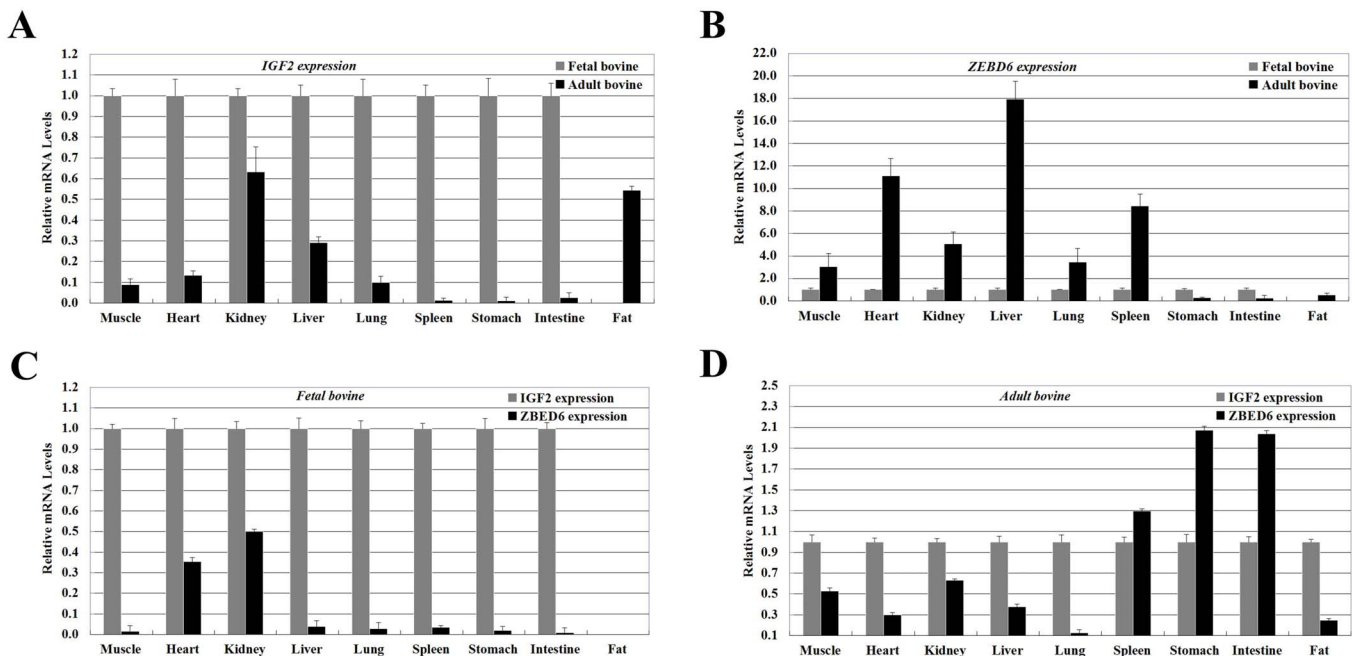 A
IGF2 expression
Fetal bovine
Adult bovine
Relative mRNA Levels
1.2
1.1
1.0
0.9
0.8
0.7
0.6
0.5
0.4
0.3
0.2
0.1
0.0
Muscle Heart Kidney Liver Lung Spleen Stomach Intestine Fat
B
ZEBD6 expression
Fetal bovine
Adult bovine
Relative mRNA Levels
22.0
20.0
18.0
16.0
14.0
12.0
10.0
8.0
6.0
4.0
2.0
0.0
Muscle Heart Kidney Liver Lung Spleen Stomach Intestine Fat
C
Fetal bovine
IGF2 expression
ZBED6 expression
Relative mRNA Levels
1.2
1.1
1.0
0.9
0.8
0.7
0.6
0.5
0.4
0.3
0.2
0.1
0.0
Muscle Heart Kidney Liver Lung Spleen Stomach Intestine Fat
D
Adult bovine
IGF2 expression
ZBED6 expression
Relative mRNA Levels
2.5
2.3
2.1
1.9
1.7
1.5
1.3
1.1
0.9
0.7
0.5
0.3
0.1
Muscle Heart Kidney Liver Lung Spleen Stomach Intestine Fat